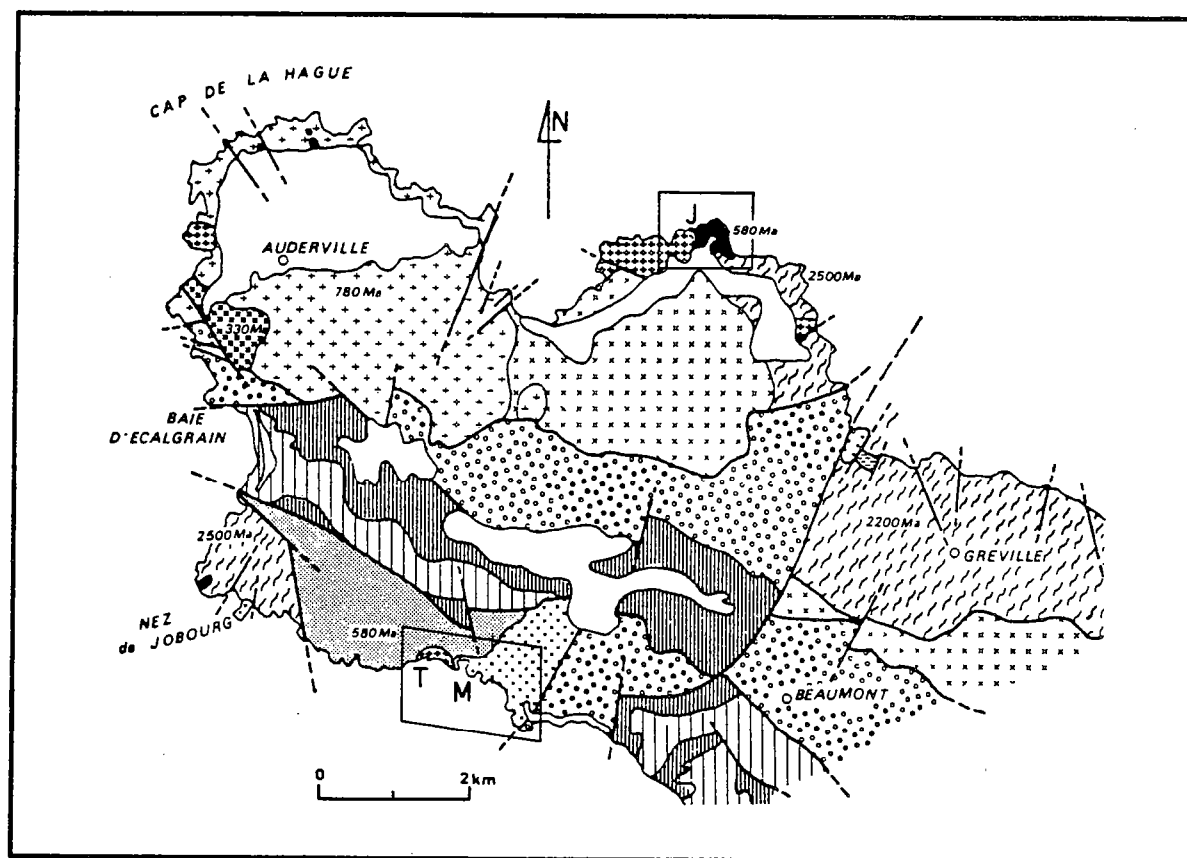 CAP DE LA HAGUE
N
J
580 Ma
AUDERVILLE
2500 Ma
780 Ma
330 Ma
BAIE
D'ECALGRAIN
2200 Ma
GREVILLE
2500 Ma
NEZ
de JOBOURG
580 Ma
T
M
BEAUMONT
0 2 km